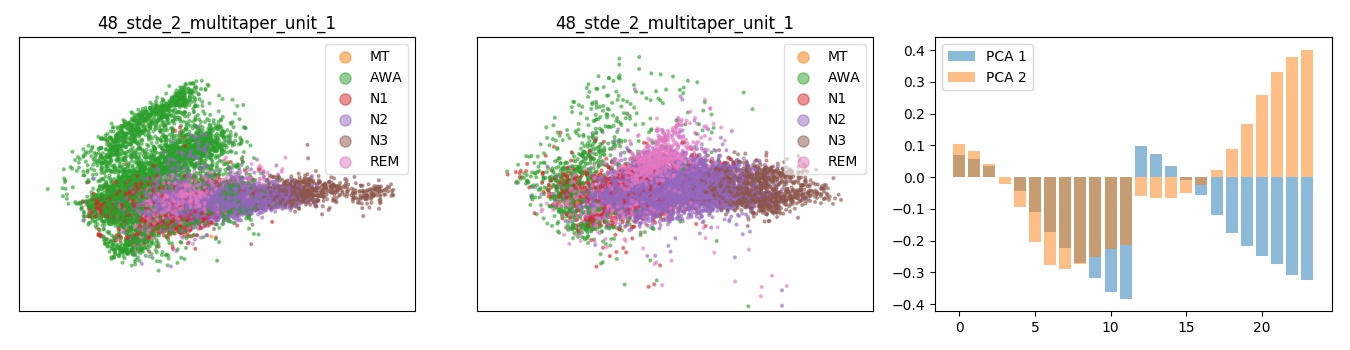 48_stde_2_multitaper_unit_1
MT
AWA
N1
N2
N3
REM
48_stde_2_multitaper_unit_1
MT
AWA
N1
N2
N3
REM
PCA 1
PCA 2
0.4
0.3
0.2
0.1
0.0
−0.1
−0.2
−0.3
−0.4
0 5 10 15 20